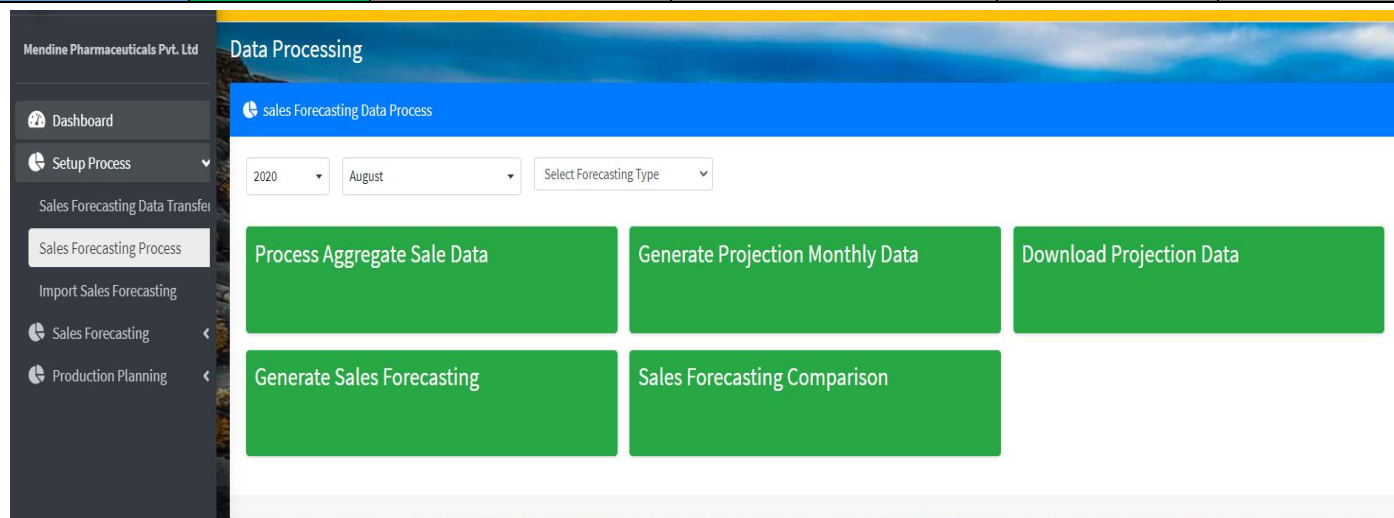 Mendine Pharmaceuticals Pvt. Ltd
Data Processing
Dashboard
Setup Process
Sales Forecasting Data Transfer
Sales Forecasting Process
Import Sales Forecasting
Sales Forecasting
Production Planning
sales Forecasting Data Process
2020
August
Select Forecasting Type
Process Aggregate Sale Data
Generate Projection Monthly Data
Download Projection Data
Generate Sales Forecasting
Sales Forecasting Comparison